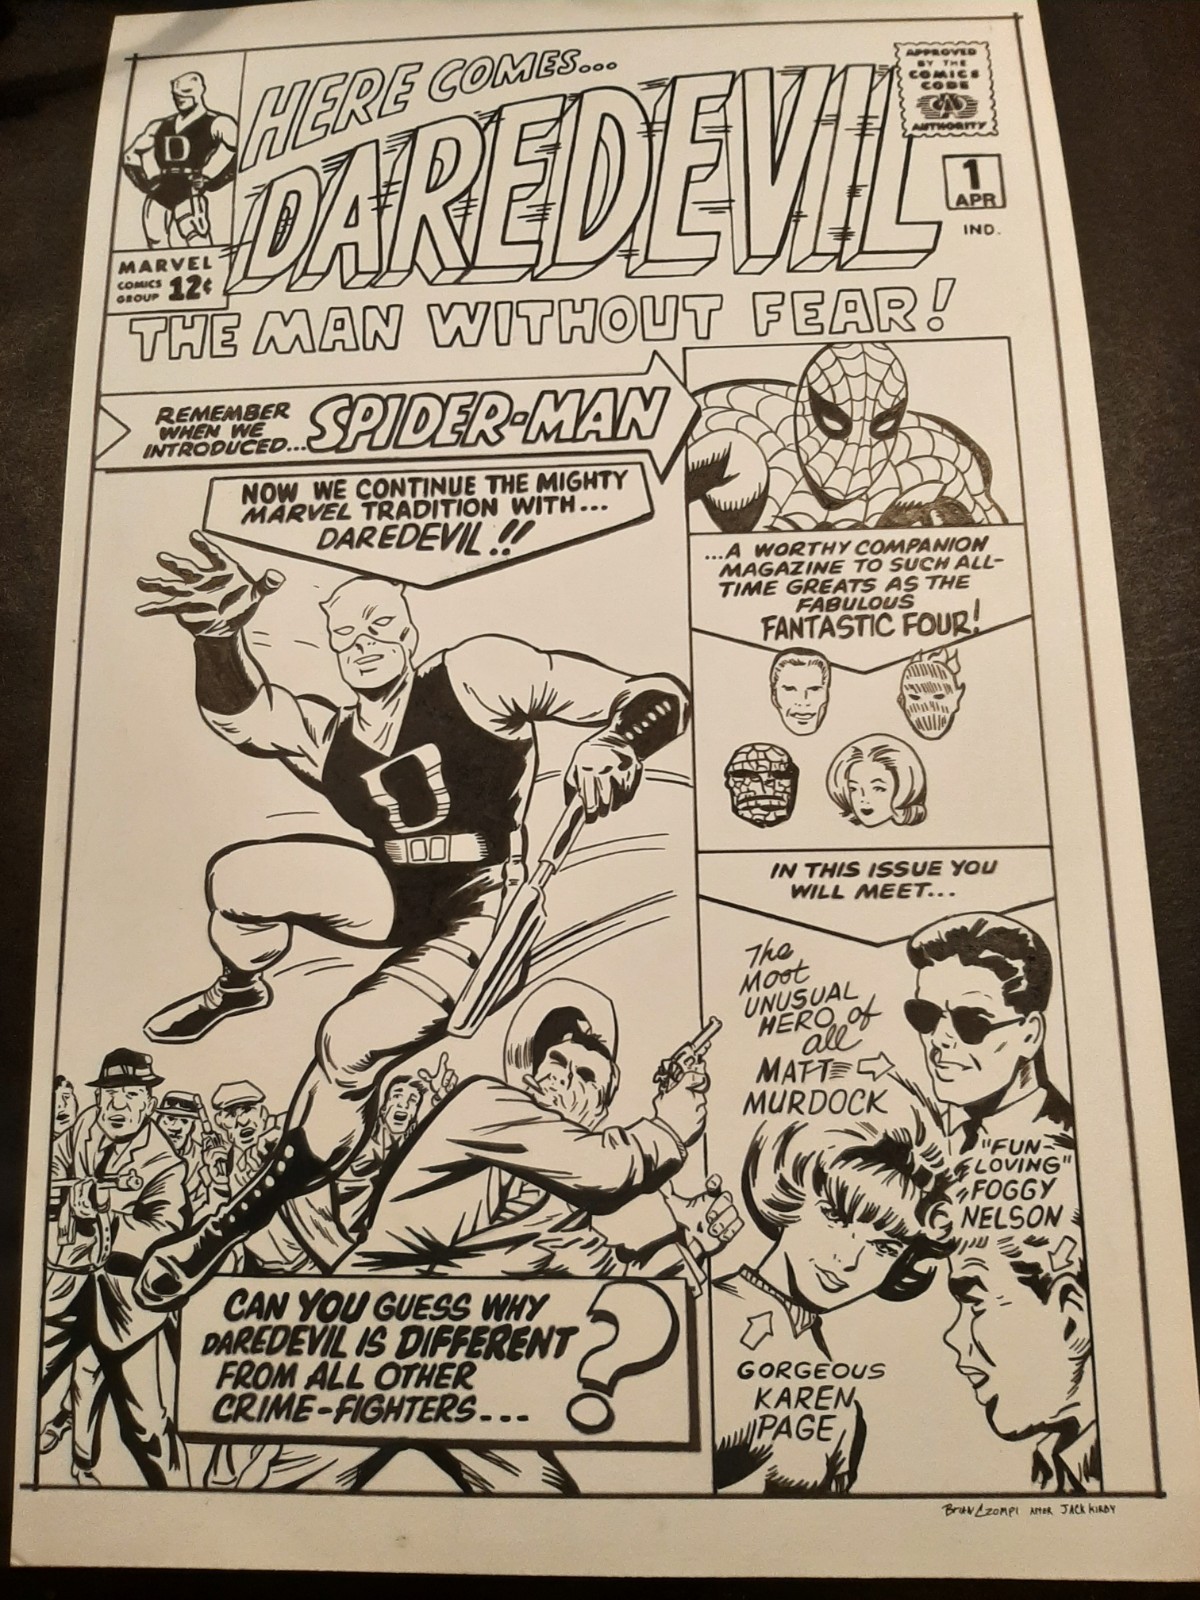 HERE COMES...
DAREDEVIL
THE MAN WITHOUT FEAR!
D
MARVEL
COMICS
GROUP 12¢
APPROVED
BY THE
COMICS
CODE
A
AUTHORITY
1
APR
IND.
REMEMBER
WHEN WE
INTRODUCED... SPIDER-MAN
NOW WE CONTINUE THE MIGHTY
MARVEL TRADITION WITH...
DAREDEVIL!!
D
...A WORTHY COMPANION
MAGAZINE TO SUCH ALL-
TIME GREATS AS THE
FABULOUS
FANTASTIC FOUR!
IN THIS ISSUE YOU
WILL MEET...
The
Most
UNUSUAL
HERO of
all
MATT
MURDOCK
"FUN-
LOVING"
FOGGY
NELSON
GORGEOUS
KAREN
PAGE
CAN YOU GUESS WHY
DAREDEVIL IS DIFFERENT
FROM ALL OTHER
CRIME-FIGHTERS... ?
BRIAN CZOMPI AFTER JACK KIRBY